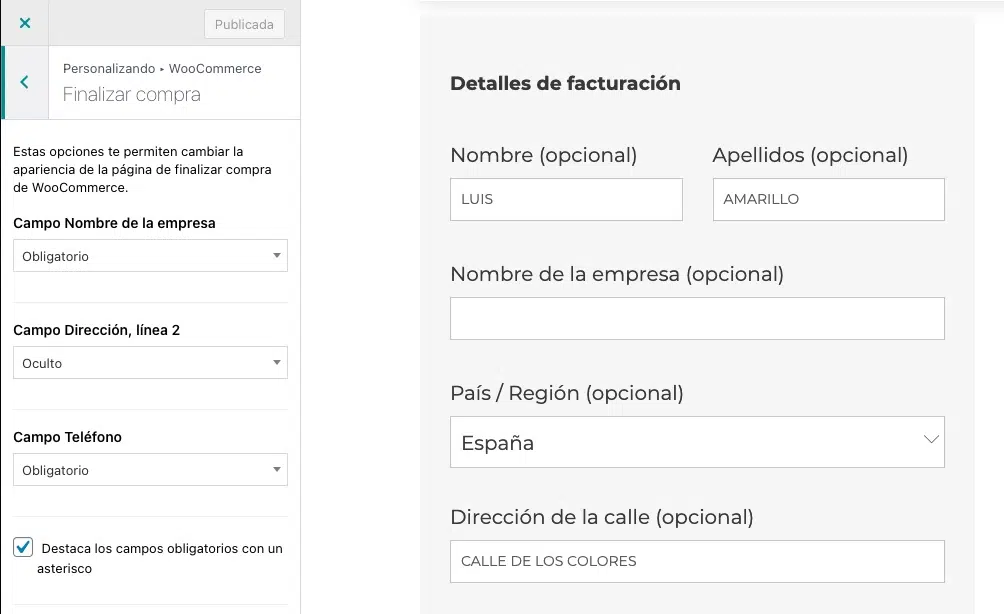 Publicada
Personalizando ▸ WooCommerce
Finalizar compra
Estas opciones te permiten cambiar la
apariencia de la página de finalizar compra
de WooCommerce.
Campo Nombre de la empresa
Obligatorio
Campo Dirección, línea 2
Oculto
Campo Teléfono
Obligatorio
Destaca los campos obligatorios con un
asterisco
Detalles de facturación
Nombre (opcional)
LUIS
Apellidos (opcional)
AMARILLO
Nombre de la empresa (opcional)
País / Región (opcional)
España
Dirección de la calle (opcional)
CALLE DE LOS COLORES